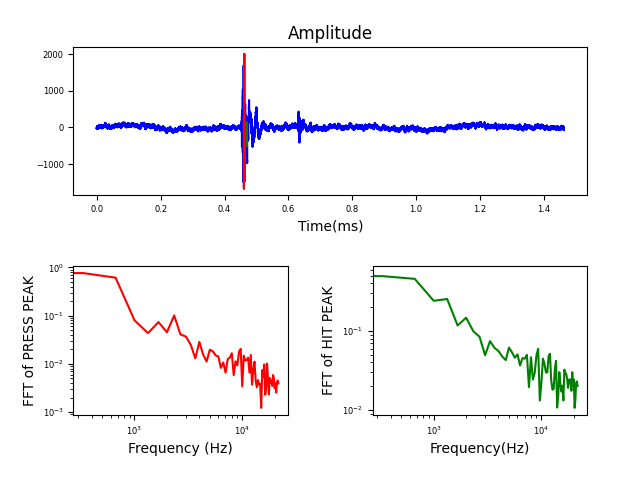 Amplitude
2000
1000
0
−1000
0.0 0.2 0.4 0.6 0.8 1.0 1.2 1.4
Time(ms)
FFT of PRESS PEAK
10⁰
10⁻¹
10⁻²
10⁻³
10³ 10⁴
Frequency (Hz)
FFT of HIT PEAK
10⁻¹
10⁻²
10³ 10⁴
Frequency(Hz)